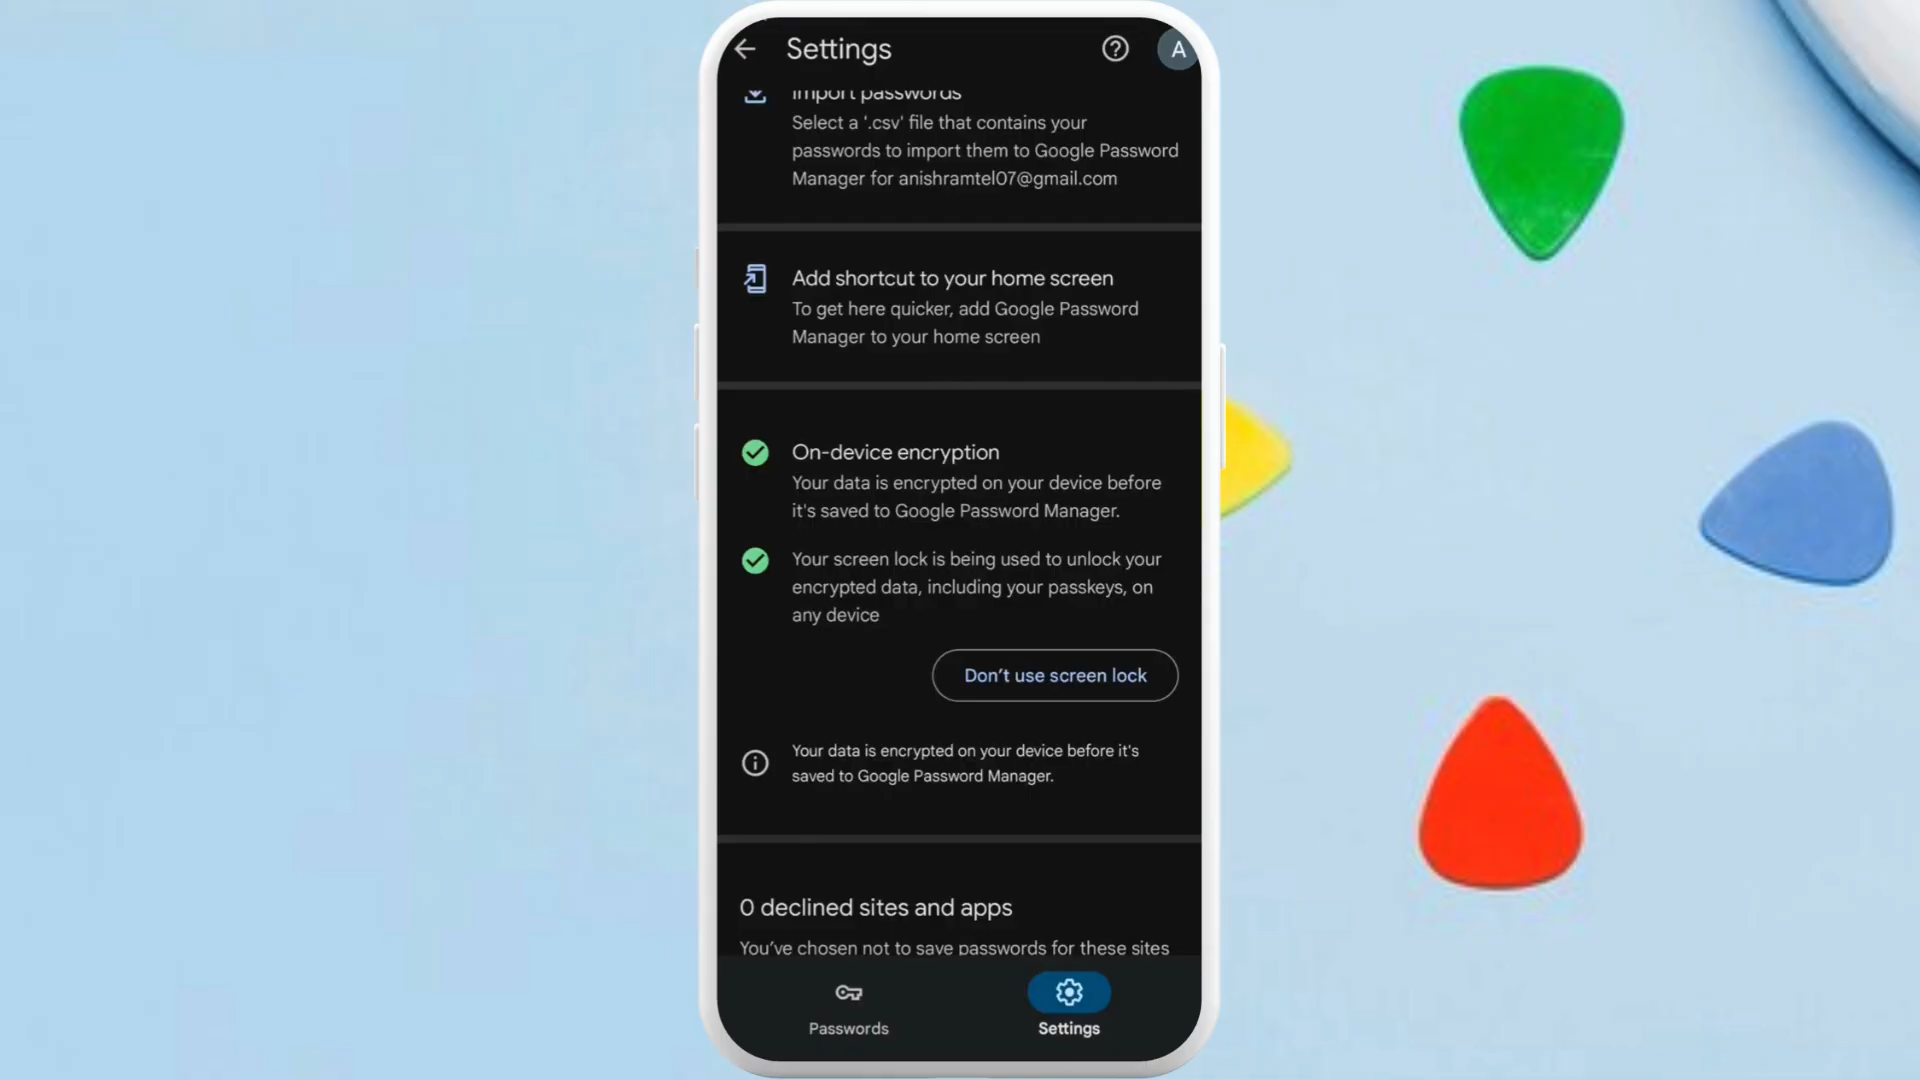 Settings
A
Import passwords
Select a '.csv' file that contains your
passwords to import them to Google Password
Manager for anishramtel07@gmail.com
Add shortcut to your home screen
To get here quicker, add Google Password
Manager to your home screen
On-device encryption
Your data is encrypted on your device before
it's saved to Google Password Manager.
Your screen lock is being used to unlock your
encrypted data, including your passkeys, on
any device
Don’t use screen lock
Your data is encrypted on your device before it's
saved to Google Password Manager.
0 declined sites and apps
You’ve chosen not to save passwords for these sites
Passwords
Settings